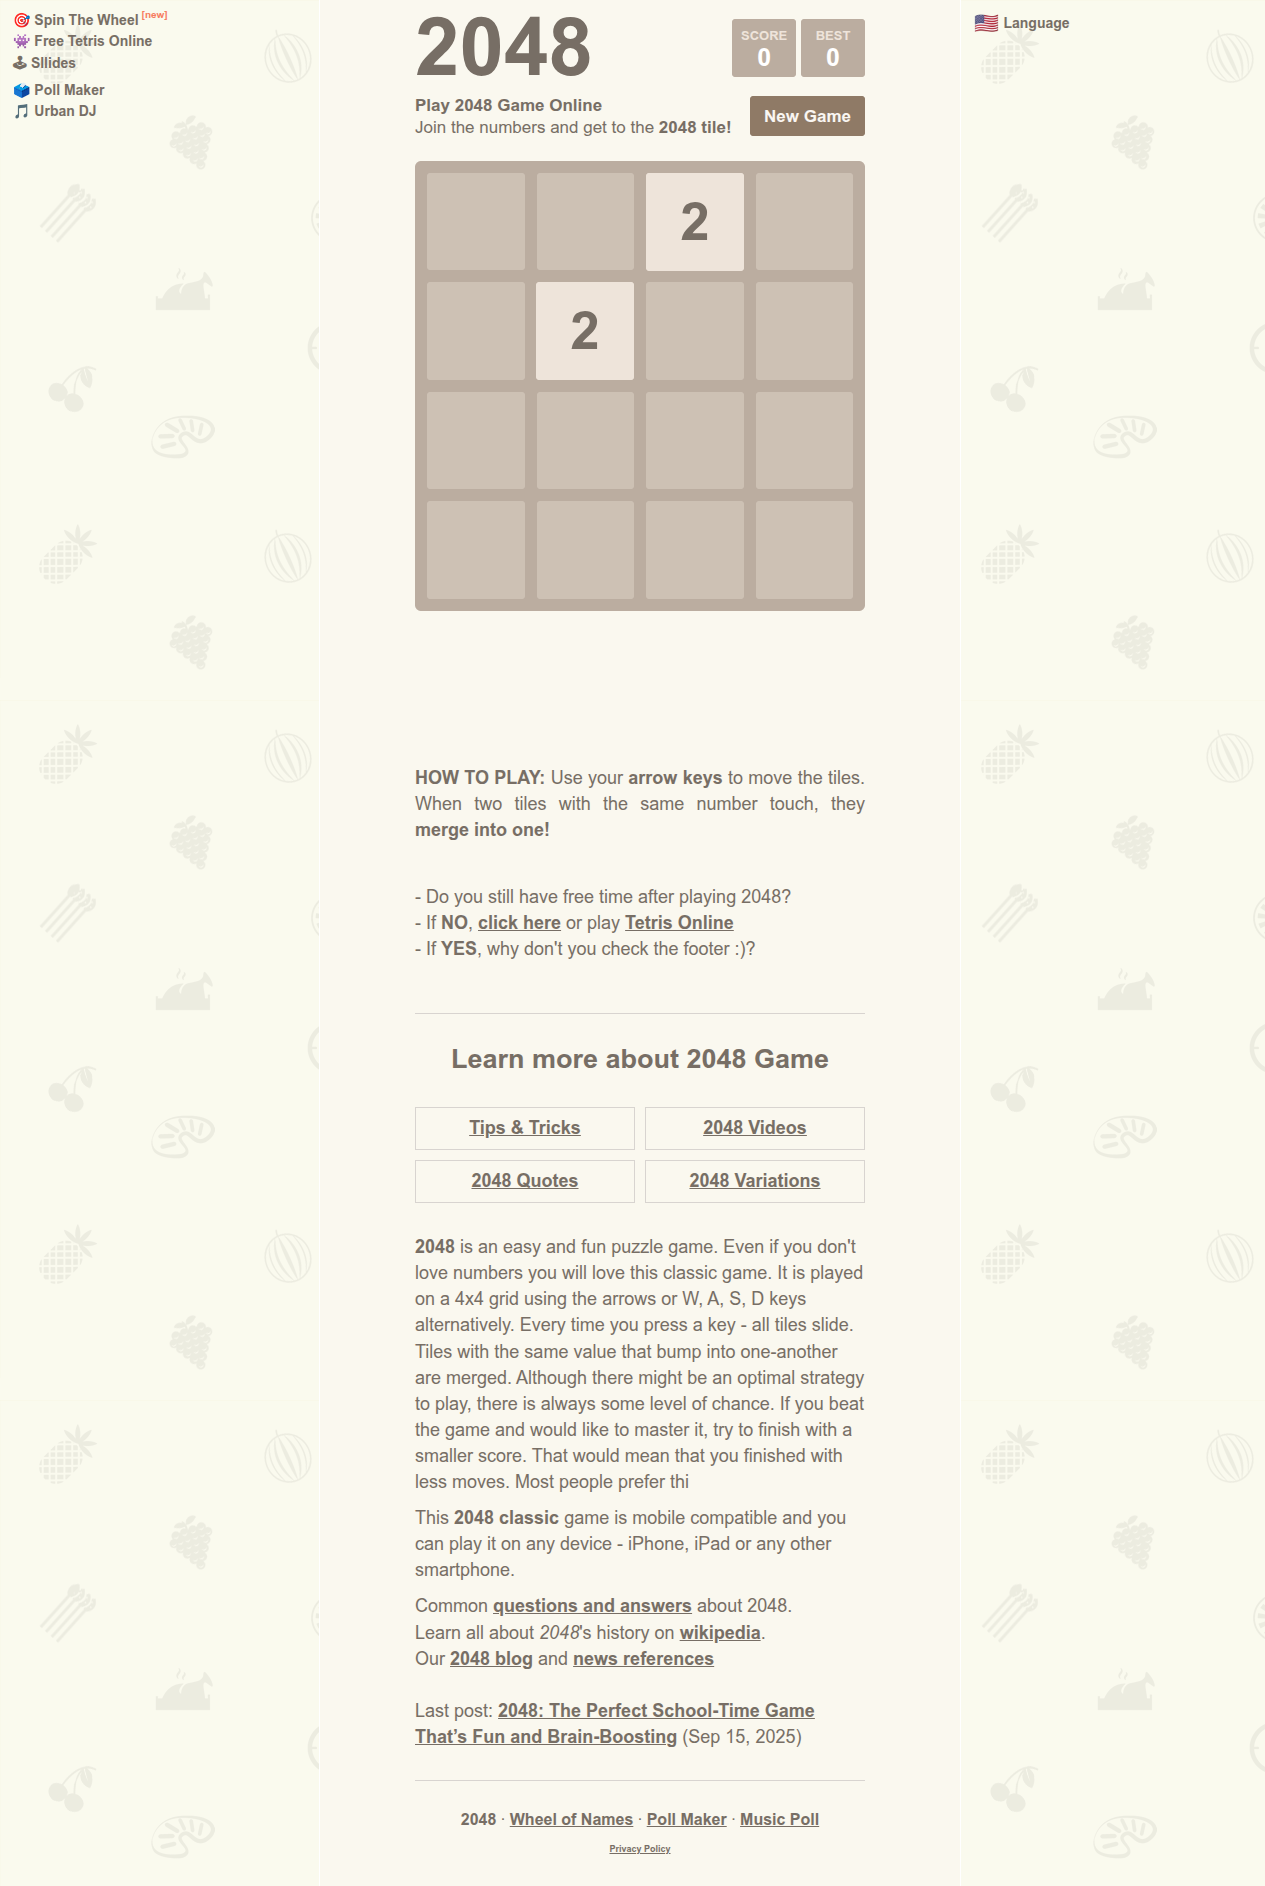 Spin The Wheel [new]
Free Tetris Online
Sllides
Poll Maker
Urban DJ
Language
2048
SCORE
0
BEST
0
Play 2048 Game Online
Join the numbers and get to the 2048 tile!
New Game
2
2
HOW TO PLAY: Use your arrow keys to move the tiles.
When two tiles with the same number touch, they
merge into one!
- Do you still have free time after playing 2048?
- If NO, click here or play Tetris Online
- If YES, why don't you check the footer :)?
Learn more about 2048 Game
Tips & Tricks
2048 Videos
2048 Quotes
2048 Variations
2048 is an easy and fun puzzle game. Even if you don't
love numbers you will love this classic game. It is played
on a 4x4 grid using the arrows or W, A, S, D keys
alternatively. Every time you press a key - all tiles slide.
Tiles with the same value that bump into one-another
are merged. Although there might be an optimal strategy
to play, there is always some level of chance. If you beat
the game and would like to master it, try to finish with a
smaller score. That would mean that you finished with
less moves. Most people prefer thi
This 2048 classic game is mobile compatible and you
can play it on any device - iPhone, iPad or any other
smartphone.
Common questions and answers about 2048.
Learn all about 2048's history on wikipedia.
Our 2048 blog and news references
Last post: 2048: The Perfect School-Time Game
That’s Fun and Brain-Boosting (Sep 15, 2025)
2048 · Wheel of Names · Poll Maker · Music Poll
Privacy Policy